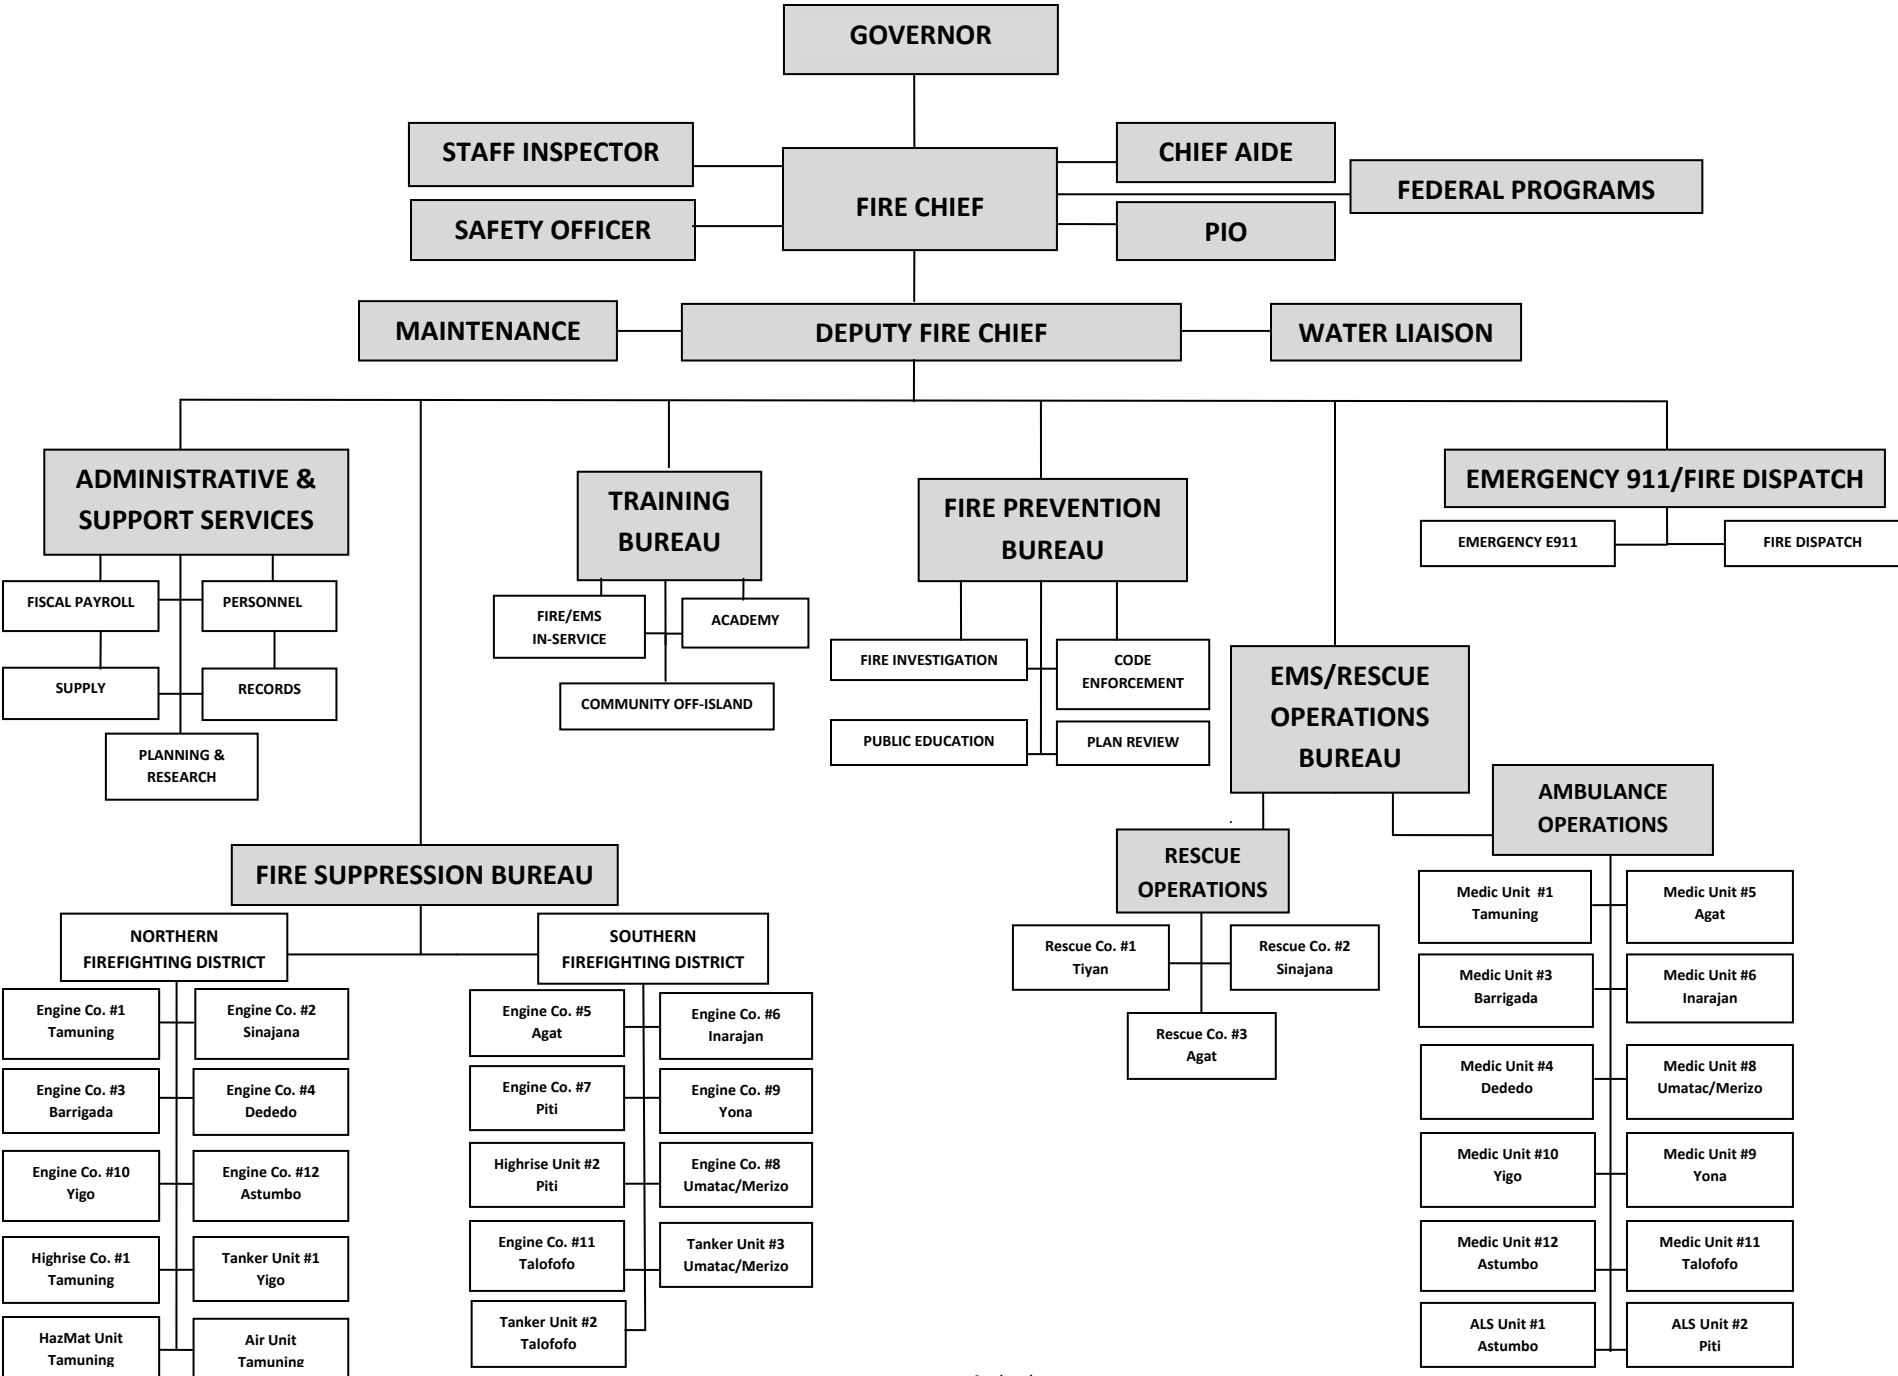 GOVERNOR
STAFF INSPECTOR
CHIEF AIDE
FIRE CHIEF
FEDERAL PROGRAMS
SAFETY OFFICER
PIO
MAINTENANCE
DEPUTY FIRE CHIEF
WATER LIAISON
ADMINISTRATIVE &
SUPPORT SERVICES
FISCAL PAYROLL
PERSONNEL
SUPPLY
RECORDS
PLANNING &
RESEARCH
TRAINING
BUREAU
FIRE/EMS
IN-SERVICE
ACADEMY
COMMUNITY OFF-ISLAND
FIRE PREVENTION
BUREAU
FIRE INVESTIGATION
CODE
ENFORCEMENT
PUBLIC EDUCATION
PLAN REVIEW
EMERGENCY 911/FIRE DISPATCH
EMERGENCY E911
FIRE DISPATCH
EMS/RESCUE
OPERATIONS
BUREAU
FIRE SUPPRESSION BUREAU
NORTHERN
FIREFIGHTING DISTRICT
Engine Co. #1
Tamuning
Engine Co. #2
Sinajana
Engine Co. #3
Barrigada
Engine Co. #4
Dededo
Engine Co. #10
Yigo
Engine Co. #12
Astumbo
Highrise Co. #1
Tamuning
Tanker Unit #1
Yigo
HazMat Unit
Tamuning
Air Unit
Tamuning
SOUTHERN
FIREFIGHTING DISTRICT
Engine Co. #5
Agat
Engine Co. #6
Inarajan
Engine Co. #7
Piti
Engine Co. #9
Yona
Highrise Unit #2
Piti
Engine Co. #8
Umatac/Merizo
Engine Co. #11
Talofofo
Tanker Unit #3
Umatac/Merizo
Tanker Unit #2
Talofofo
RESCUE
OPERATIONS
Rescue Co. #1
Tiyan
Rescue Co. #2
Sinajana
Rescue Co. #3
Agat
AMBULANCE
OPERATIONS
Medic Unit #1
Tamuning
Medic Unit #5
Agat
Medic Unit #3
Barrigada
Medic Unit #6
Inarajan
Medic Unit #4
Dededo
Medic Unit #8
Umatac/Merizo
Medic Unit #10
Yigo
Medic Unit #9
Yona
Medic Unit #12
Astumbo
Medic Unit #11
Talofofo
ALS Unit #1
Astumbo
ALS Unit #2
Piti